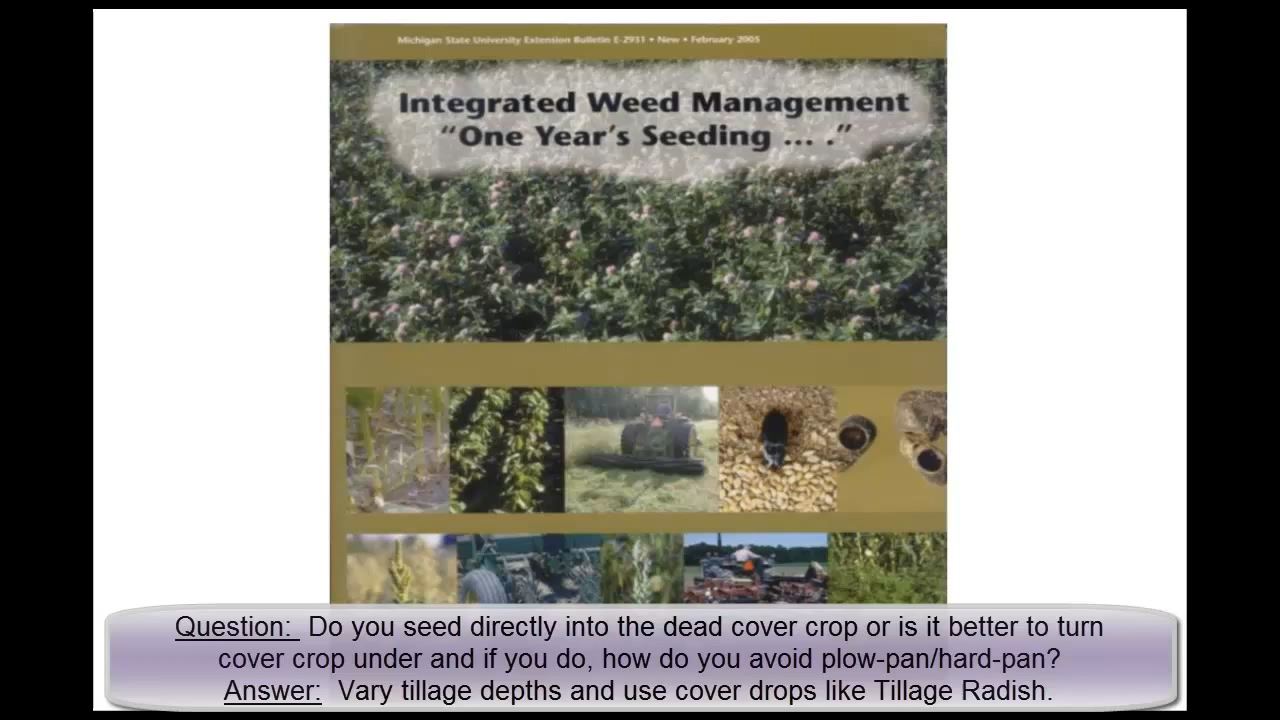 Michigan State University Extension Bulletin E-2931 • New • February 2005
Integrated Weed Management
“One Year’s Seeding ... .”
Question:  Do you seed directly into the dead cover crop or is it better to turn
cover crop under and if you do, how do you avoid plow-pan/hard-pan?
Answer:  Vary tillage depths and use cover drops like Tillage Radish.